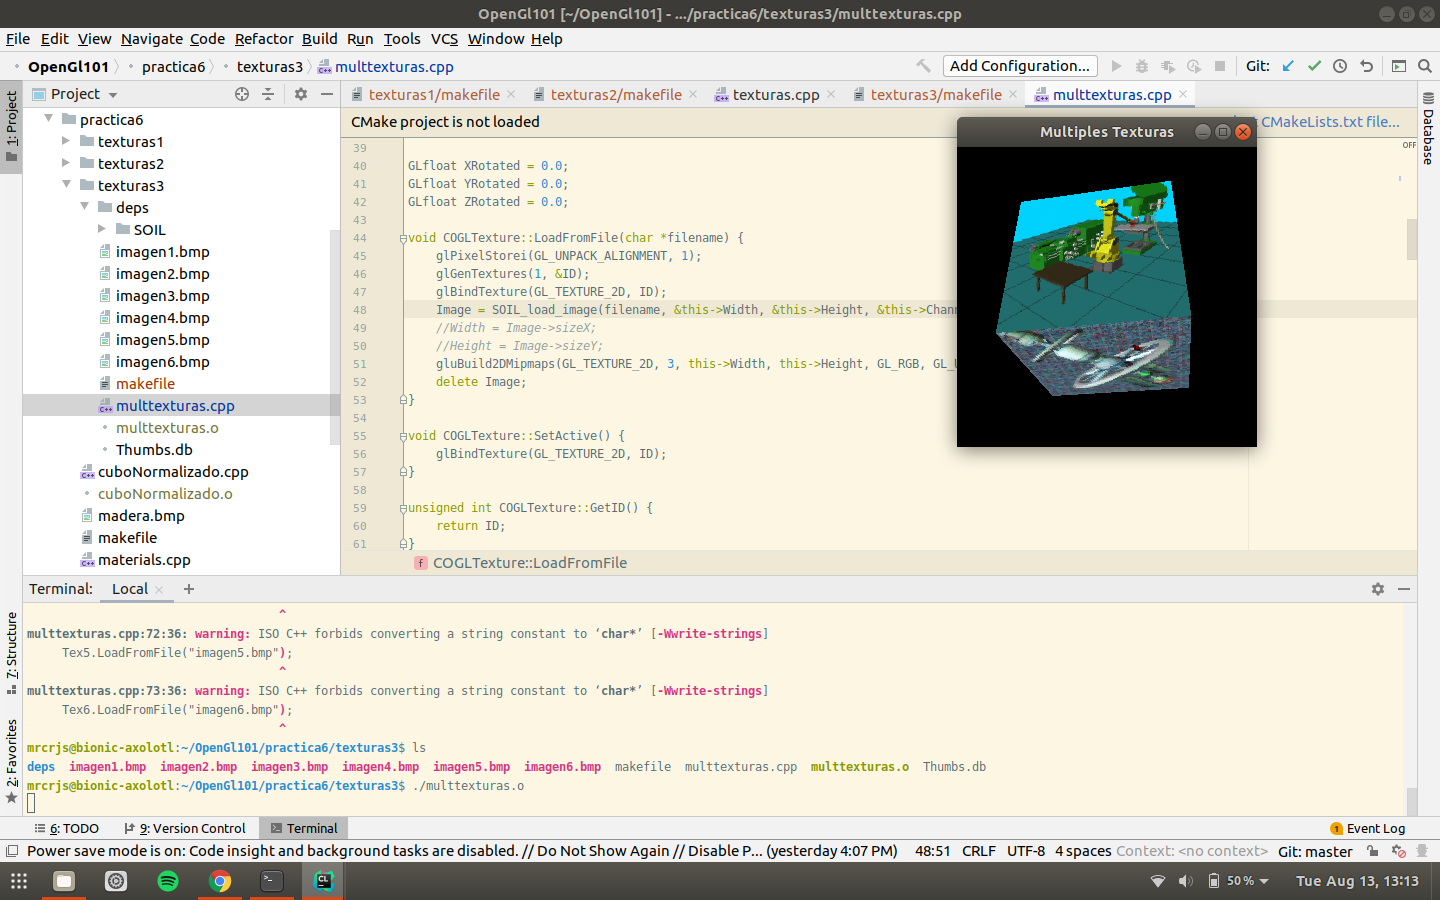 OpenGl101 [~/OpenGl101] - .../practica6/texturas3/multtexturas.cpp
File Edit View Navigate Code Refactor Build Run Tools VCS Window Help
OpenGl101 practica6 texturas3 multtexturas.cpp
Add Configuration...
Git:
1: Project
Project
texturas1/makefile
texturas2/makefile
texturas.cpp
texturas3/makefile
multtexturas.cpp
Database
practica6
texturas1
texturas2
texturas3
deps
SOIL
imagen1.bmp
imagen2.bmp
imagen3.bmp
imagen4.bmp
imagen5.bmp
imagen6.bmp
makefile
multtexturas.cpp
multtexturas.o
Thumbs.db
cuboNormalizado.cpp
cuboNormalizado.o
madera.bmp
makefile
materials.cpp
CMake project is not loaded
CMakeLists.txt file...
OFF
Multiples Texturas
39
40 GLfloat XRotated = 0.0;
41 GLfloat YRotated = 0.0;
42 GLfloat ZRotated = 0.0;
43
44 void COGLTexture::LoadFromFile(char *filename) {
45 glPixelStorei(GL_UNPACK_ALIGNMENT, 1);
46 glGenTextures(1, &ID);
47 glBindTexture(GL_TEXTURE_2D, ID);
48 Image = SOIL_load_image(filename, &this->Width, &this->Height, &this->Chan
49 //Width = Image->sizeX;
50 //Height = Image->sizeY;
51 gluBuild2DMipmaps(GL_TEXTURE_2D, 3, this->Width, this->Height, GL_RGB, GL_U
52 delete Image;
53 }
54
55 void COGLTexture::SetActive() {
56 glBindTexture(GL_TEXTURE_2D, ID);
57 }
58
59 unsigned int COGLTexture::GetID() {
60 return ID;
61 }
f COGLTexture::LoadFromFile
Terminal: Local +
7: Structure
2: Favorites
^
multtexturas.cpp:72:36: warning: ISO C++ forbids converting a string constant to ‘char*’ [-Wwrite-strings]
Tex5.LoadFromFile("imagen5.bmp");
^
multtexturas.cpp:73:36: warning: ISO C++ forbids converting a string constant to ‘char*’ [-Wwrite-strings]
Tex6.LoadFromFile("imagen6.bmp");
^
mrcrjs@bionic-axolotl:~/OpenGl101/practica6/texturas3$ ls
deps imagen1.bmp imagen2.bmp imagen3.bmp imagen4.bmp imagen5.bmp imagen6.bmp makefile multtexturas.cpp multtexturas.o Thumbs.db
mrcrjs@bionic-axolotl:~/OpenGl101/practica6/texturas3$ ./multtexturas.o
6: TODO 9: Version Control Terminal 1 Event Log
Power save mode is on: Code insight and background tasks are disabled. // Do Not Show Again // Disable P... (yesterday 4:07 PM) 48:51 CRLF UTF-8 4 spaces Context: <no context> Git: master
50 % Tue Aug 13, 13:13